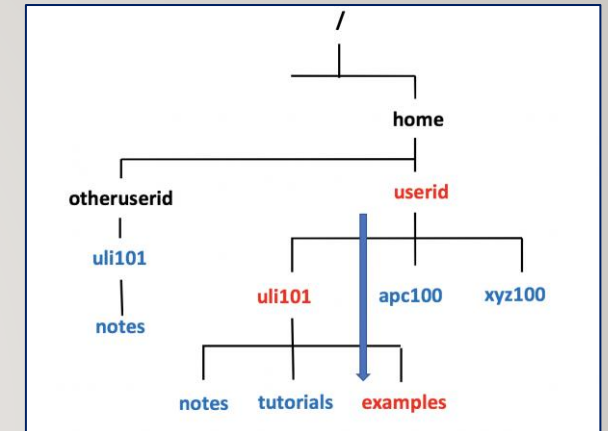 /
home
otheruserid userid
uli101
uli101 apc100 xyz100
notes
notes tutorials examples